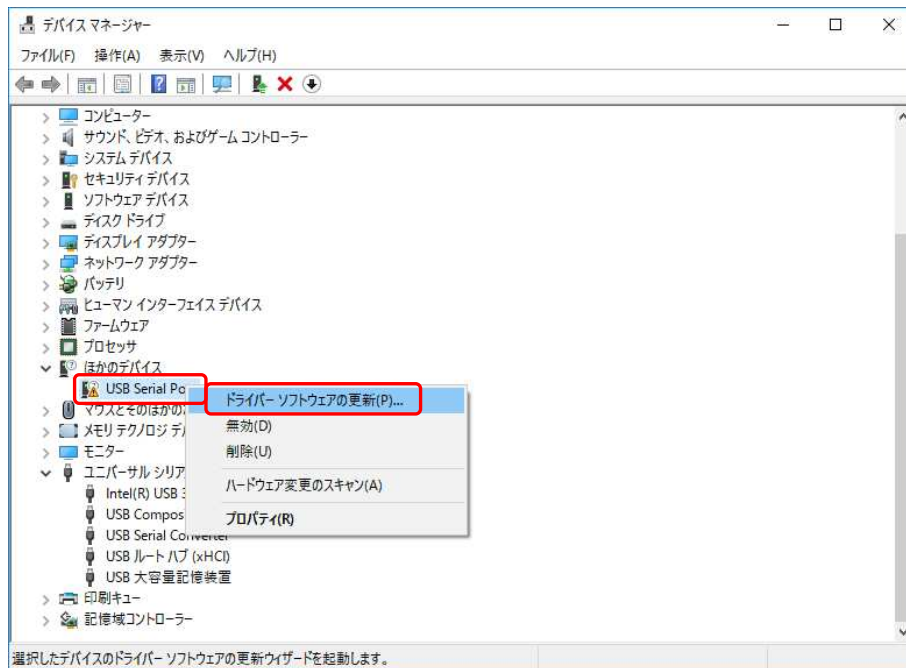 デバイス マネージャー
ファイル(F) 操作(A) 表示(V) ヘルプ(H)
コンピューター
サウンド、ビデオ、およびゲーム コントローラー
システム デバイス
セキュリティ デバイス
ソフトウェア デバイス
ディスク ドライブ
ディスプレイ アダプター
ネットワーク アダプター
バッテリ
ヒューマン インターフェイス デバイス
ファームウェア
プロセッサ
ほかのデバイス
USB Serial Po
ドライバー ソフトウェアの更新(P)...
マウスとそのほかの
無効(D)
メモリ テクノロジ デ
モニター
削除(U)
ユニバーサル シリア
ハードウェア変更のスキャン(A)
Intel(R) USB
USB Compos
プロパティ(R)
USB Serial Converter
USB ルート ハブ (xHCI)
USB 大容量記憶装置
印刷キュー
記憶域コントローラー
選択したデバイスのドライバー ソフトウェアの更新ウィザードを起動します。